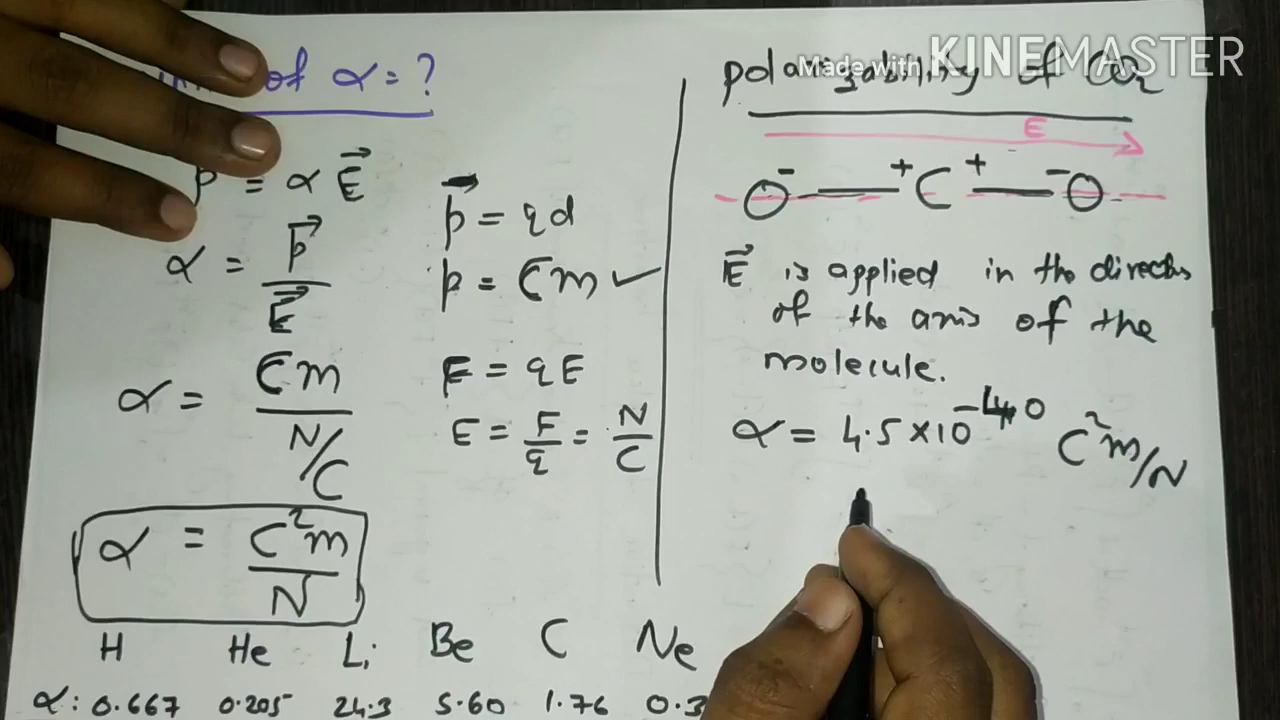 of α = ?
p = α E⃗
α = p⃗ / E⃗
α = Cm / N/C
α = C²m / N
p⃗ = qd
p = Cm ✓
F = qE
E = F/q = N/C
H He Li Be C Ne
α: 0.667 0.205 24.3 5.60 1.76 0.3
Made with KINEMASTER
polarizability of CO₂
E
O⁻ — ⁺C⁺ — ⁻O
E⃗ is applied in the
of the axis of the
molecule.
α = 4.5×10⁻⁴⁰ C²m/N